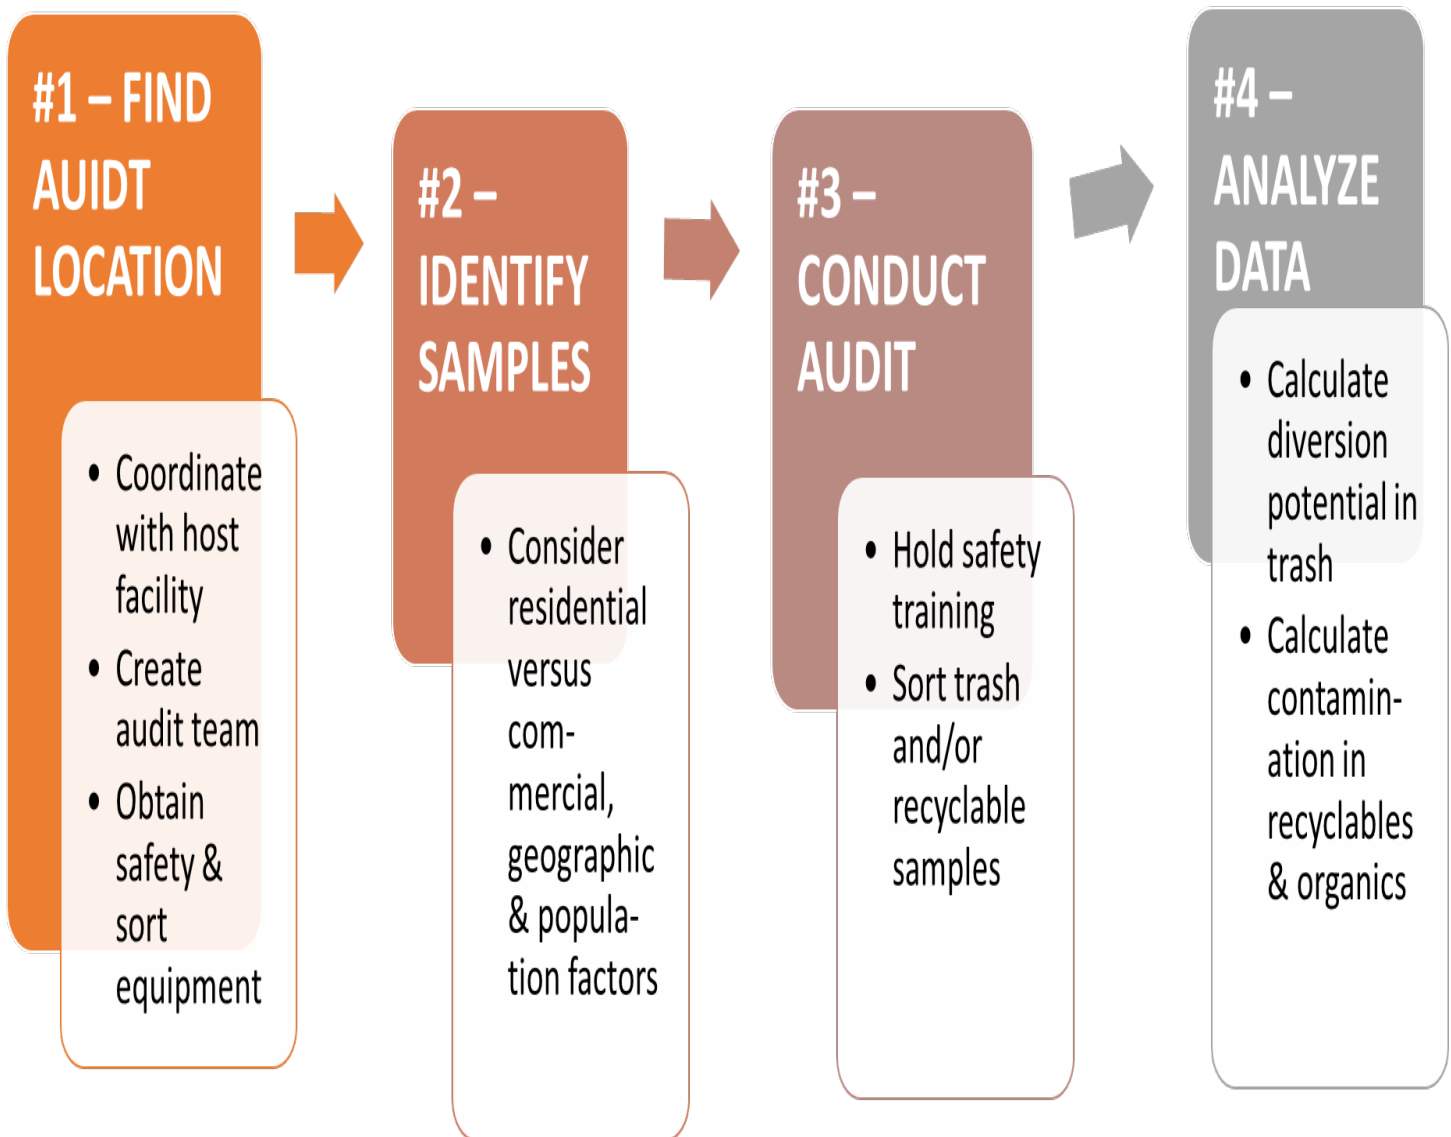 #1 – FIND
AUIDT
LOCATION
• Coordinate
with host
facility
• Create
audit team
• Obtain
safety &
sort
equipment
#2 –
IDENTIFY
SAMPLES
• Consider
residential
versus
com-
mercial,
geographic
& popula-
tion factors
#3 –
CONDUCT
AUDIT
• Hold safety
training
• Sort trash
and/or
recyclable
samples
#4 –
ANALYZE
DATA
• Calculate
diversion
potential in
trash
• Calculate
contamin-
ation in
recyclables
& organics